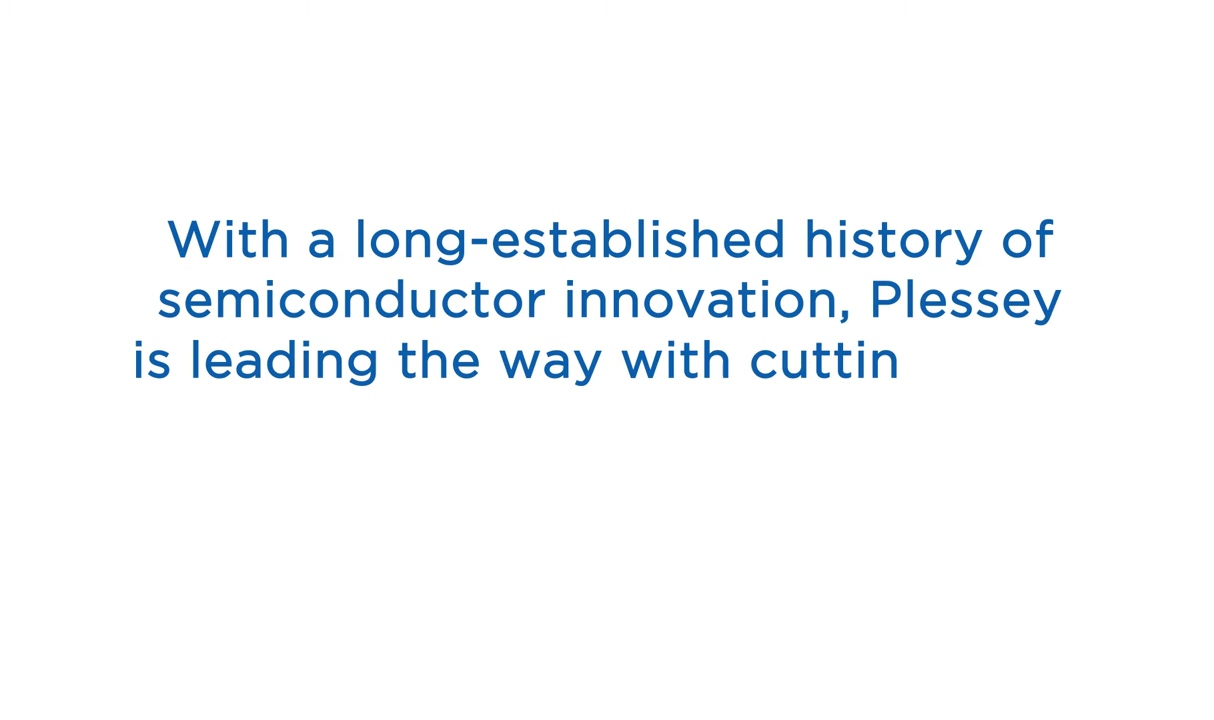 With a long-established history of
semiconductor innovation, Plessey
is leading the way with cuttin